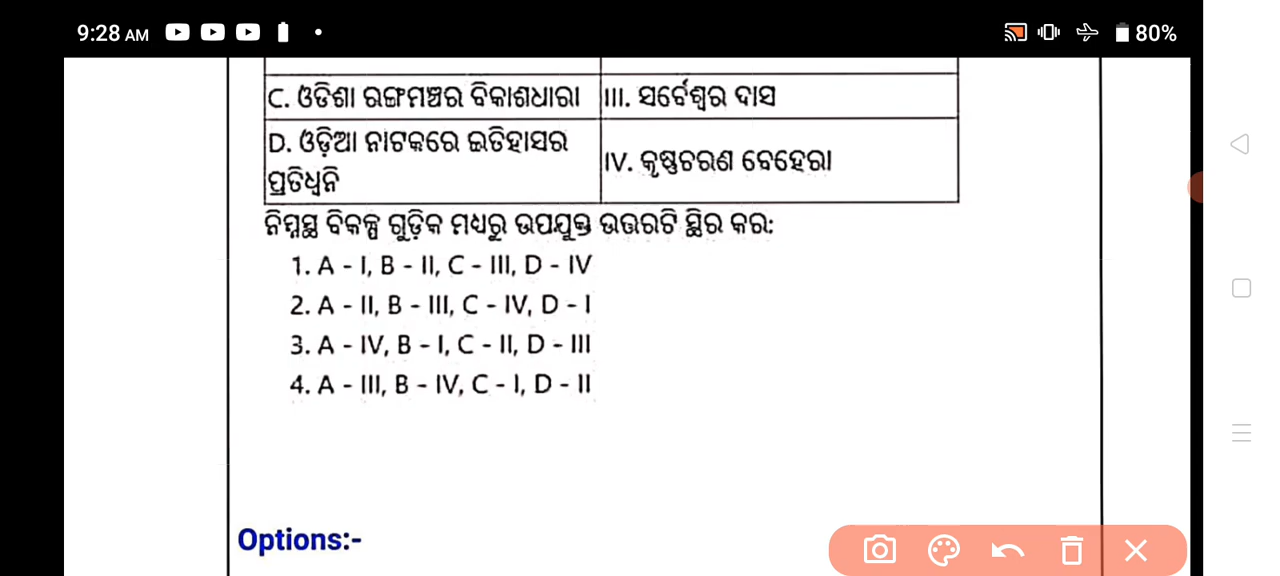 9:28 AM
80%
C. ଓଡିଶା ରଙ୍ଗମଞ୍ଚର ବିକାଶଧାରା III. ସର୍ବେଶ୍ୱର ଦାସ
D. ଓଡ଼ିଆ ନାଟକରେ ଇତିହାସର
ପ୍ରତିଧ୍ୱନି
IV. କୃଷ୍ଣଚରଣ ବେହେରା
ନିମ୍ନସ୍ଥ ବିକଳ୍ପ ଗୁଡ଼ିକ ମଧ୍ୟରୁ ଉପଯୁକ୍ତ ଉତ୍ତରଟି ସ୍ଥିର କର:
1. A - I, B - II, C - III, D - IV
2. A - II, B - III, C - IV, D - I
3. A - IV, B - I, C - II, D - III
4. A - III, B - IV, C - I, D - II
Options:-